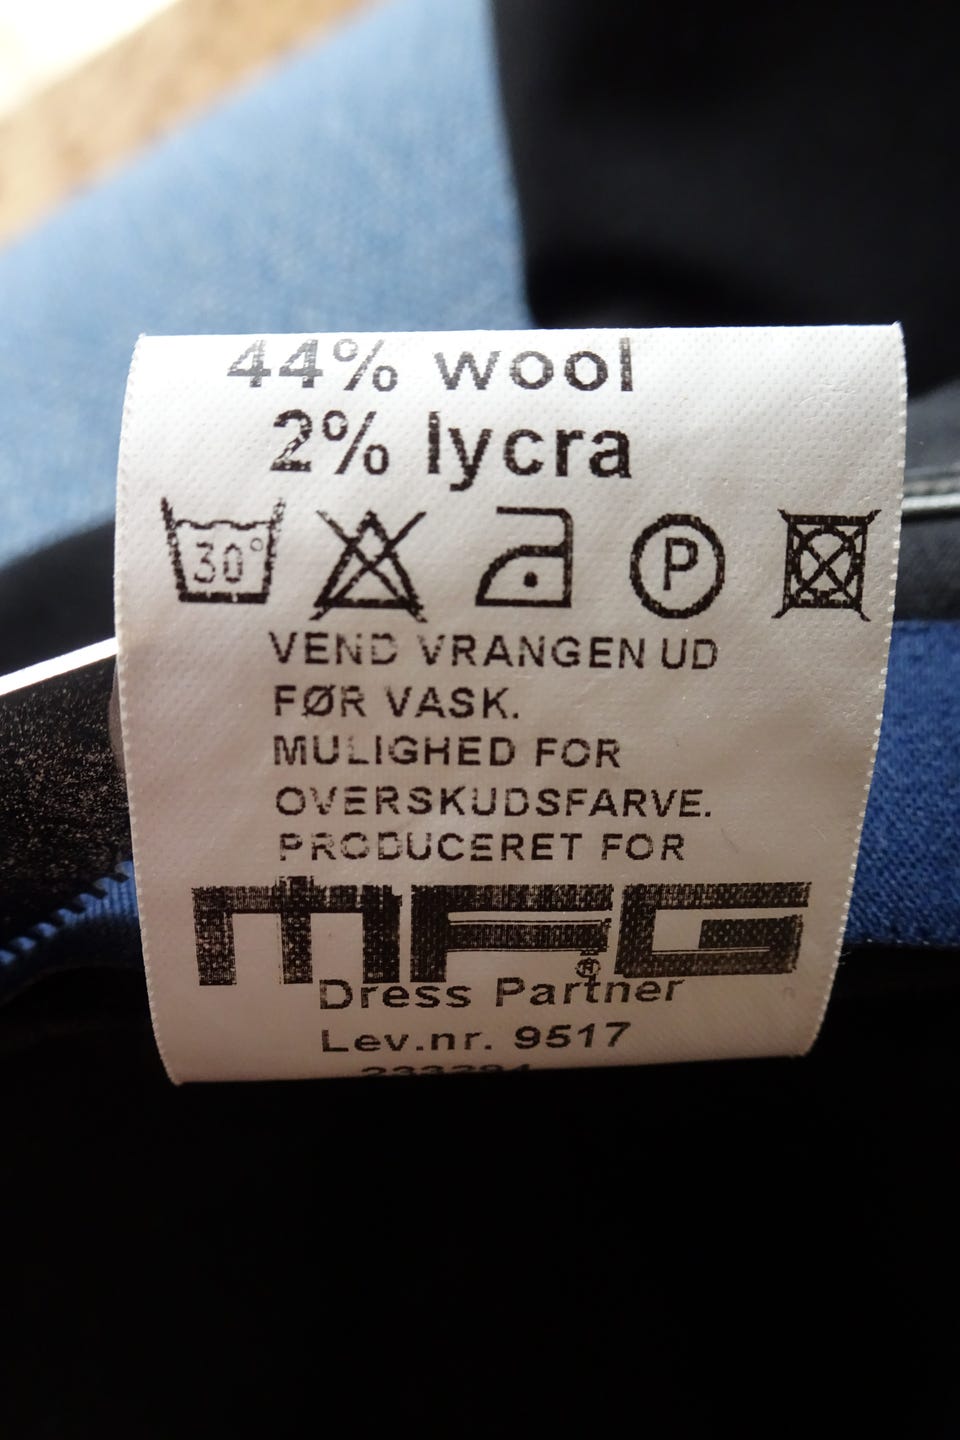 44% wool
2% lycra
30°
P
VEND VRANGEN UD
FØR VASK.
MULIGHED FOR
OVERSKUDSFARVE.
PRODUCERET FOR
MAG®
Dress Partner
Lev.nr. 9517